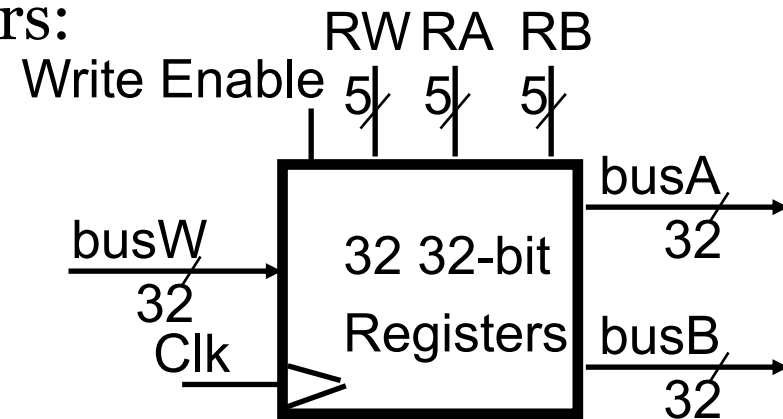 rs:
RW RA RB
Write Enable 5 5 5
busA
busW 32
32 32-bit
32
Registers busB
Clk
32